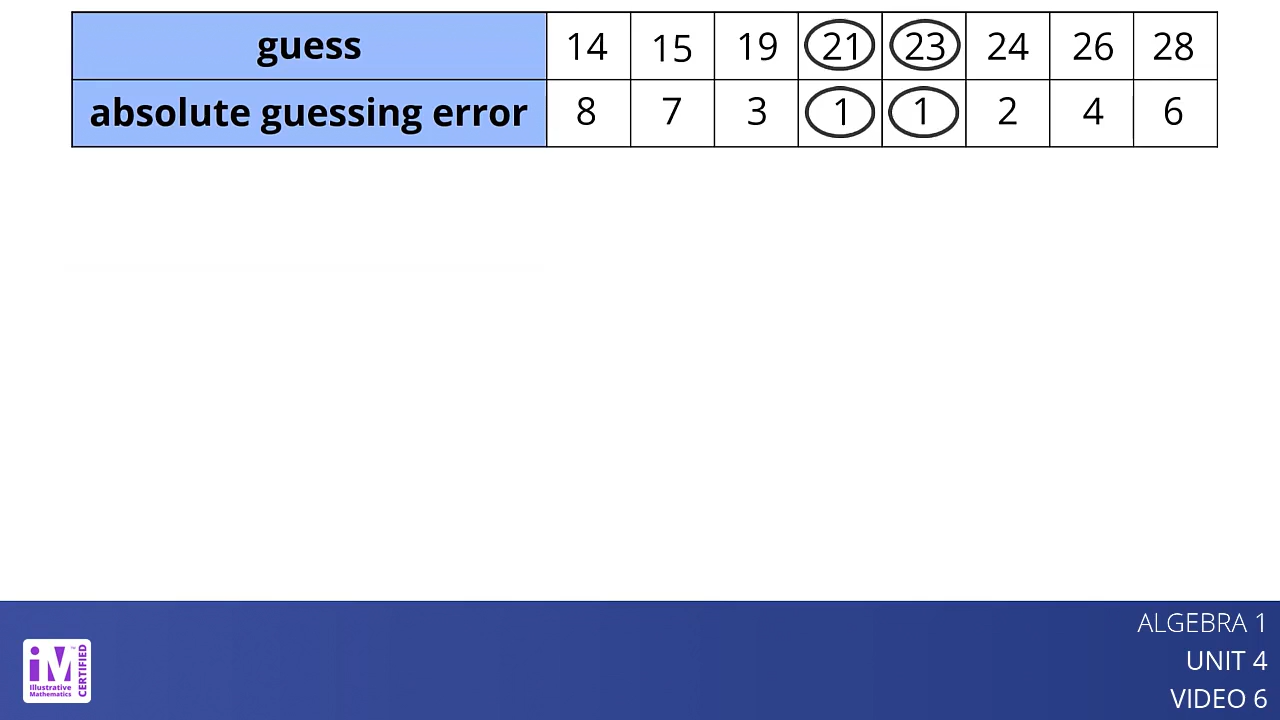 guess 14 15 19 21 23 24 26 28
absolute guessing error 8 7 3 1 1 2 4 6
ALGEBRA 1
UNIT 4
VIDEO 6
iM
Illustrative
Mathematics
CERTIFIED